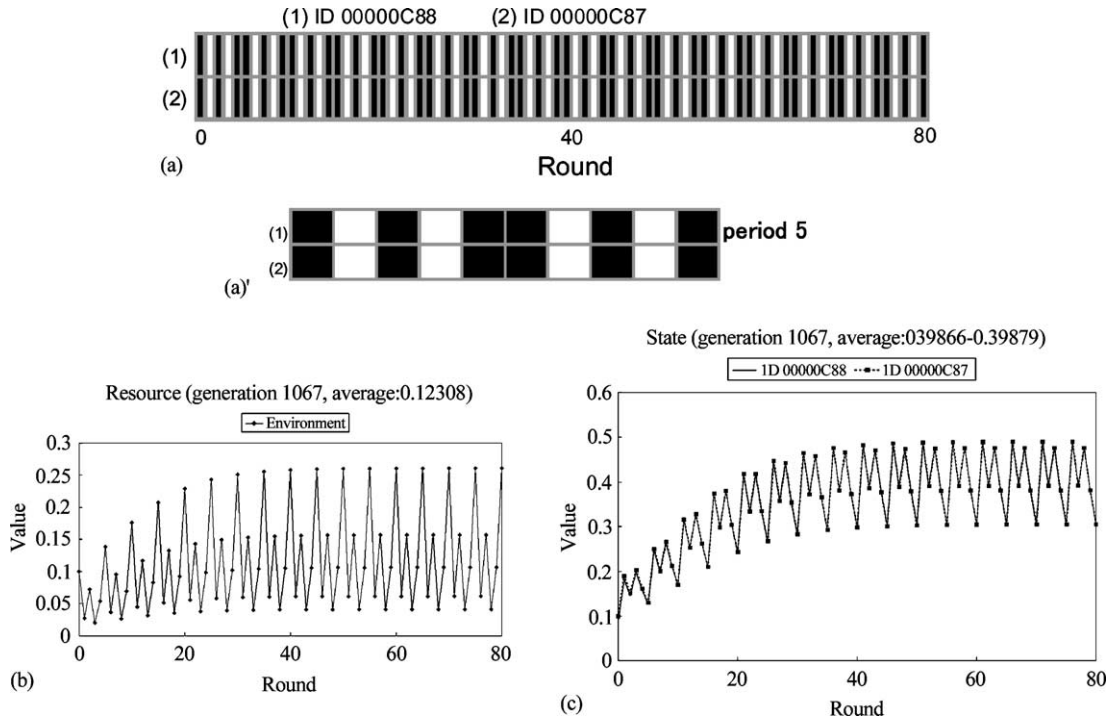 (1) ID 00000C88 (2) ID 00000C87
(1)
(2)
0 40 80
(a) Round
(1) period 5
(2)
(a)'
State (generation 1067, average:039866-0.39879)
1D 00000C88 1D 00000C87
Resource (generation 1067, average:0.12308)
Environment
0.3
0.25
0.2
0.15
0.1
0.05
0
Value
0 20 40 60 80
Round
(b)
0.6
0.5
0.4
0.3
0.2
0.1
0
Value
0 20 40 60 80
Round
(c)